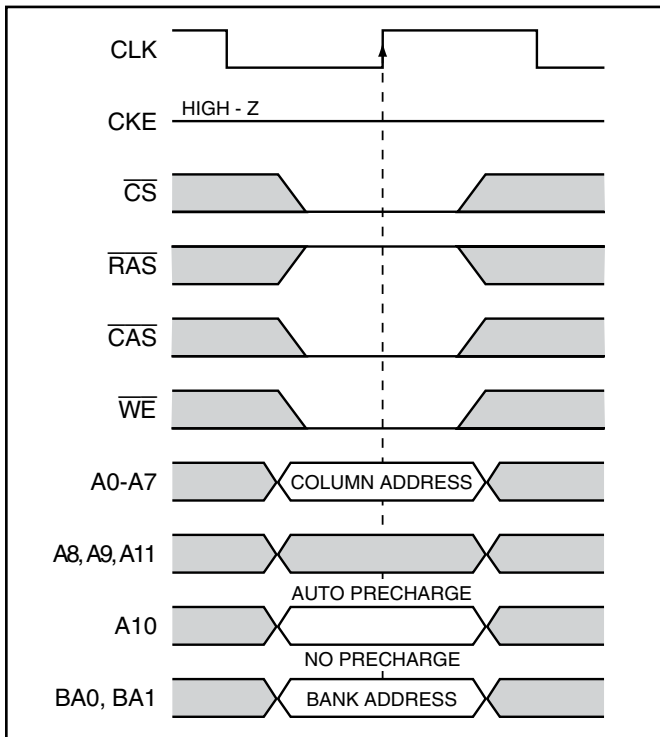 CLK
CKE HIGH - Z
CS
RAS
CAS
WE
A0-A7 COLUMN ADDRESS
A8, A9, A11
AUTO PRECHARGE
A10
NO PRECHARGE
BA0, BA1 BANK ADDRESS